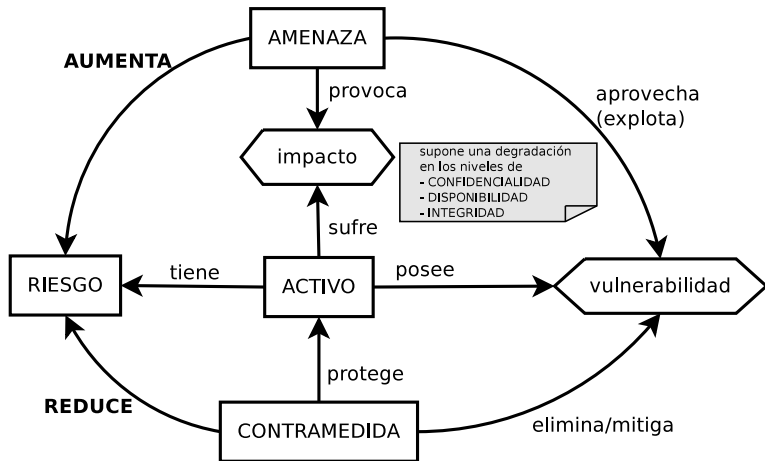 AMENAZA
AUMENTA
provoca
aprovecha
(explota)
impacto
supone una degradación
en los niveles de
- CONFIDENCIALIDAD
- DISPONIBILIDAD
- INTEGRIDAD
sufre
RIESGO
tiene
ACTIVO
posee
vulnerabilidad
protege
REDUCE
CONTRAMEDIDA
elimina/mitiga